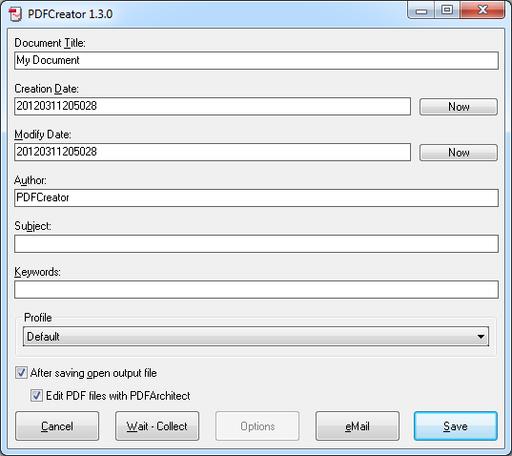 PDFCreator 1.3.0
Document Title:
My Document
Creation Date:
20120311205028
Now
Modify Date:
20120311205028
Now
Author:
PDFCreator
Subject:
Keywords:
Profile
Default
After saving open output file
Edit PDF files with PDFArchitect
Cancel
Wait - Collect
Options
eMail
Save